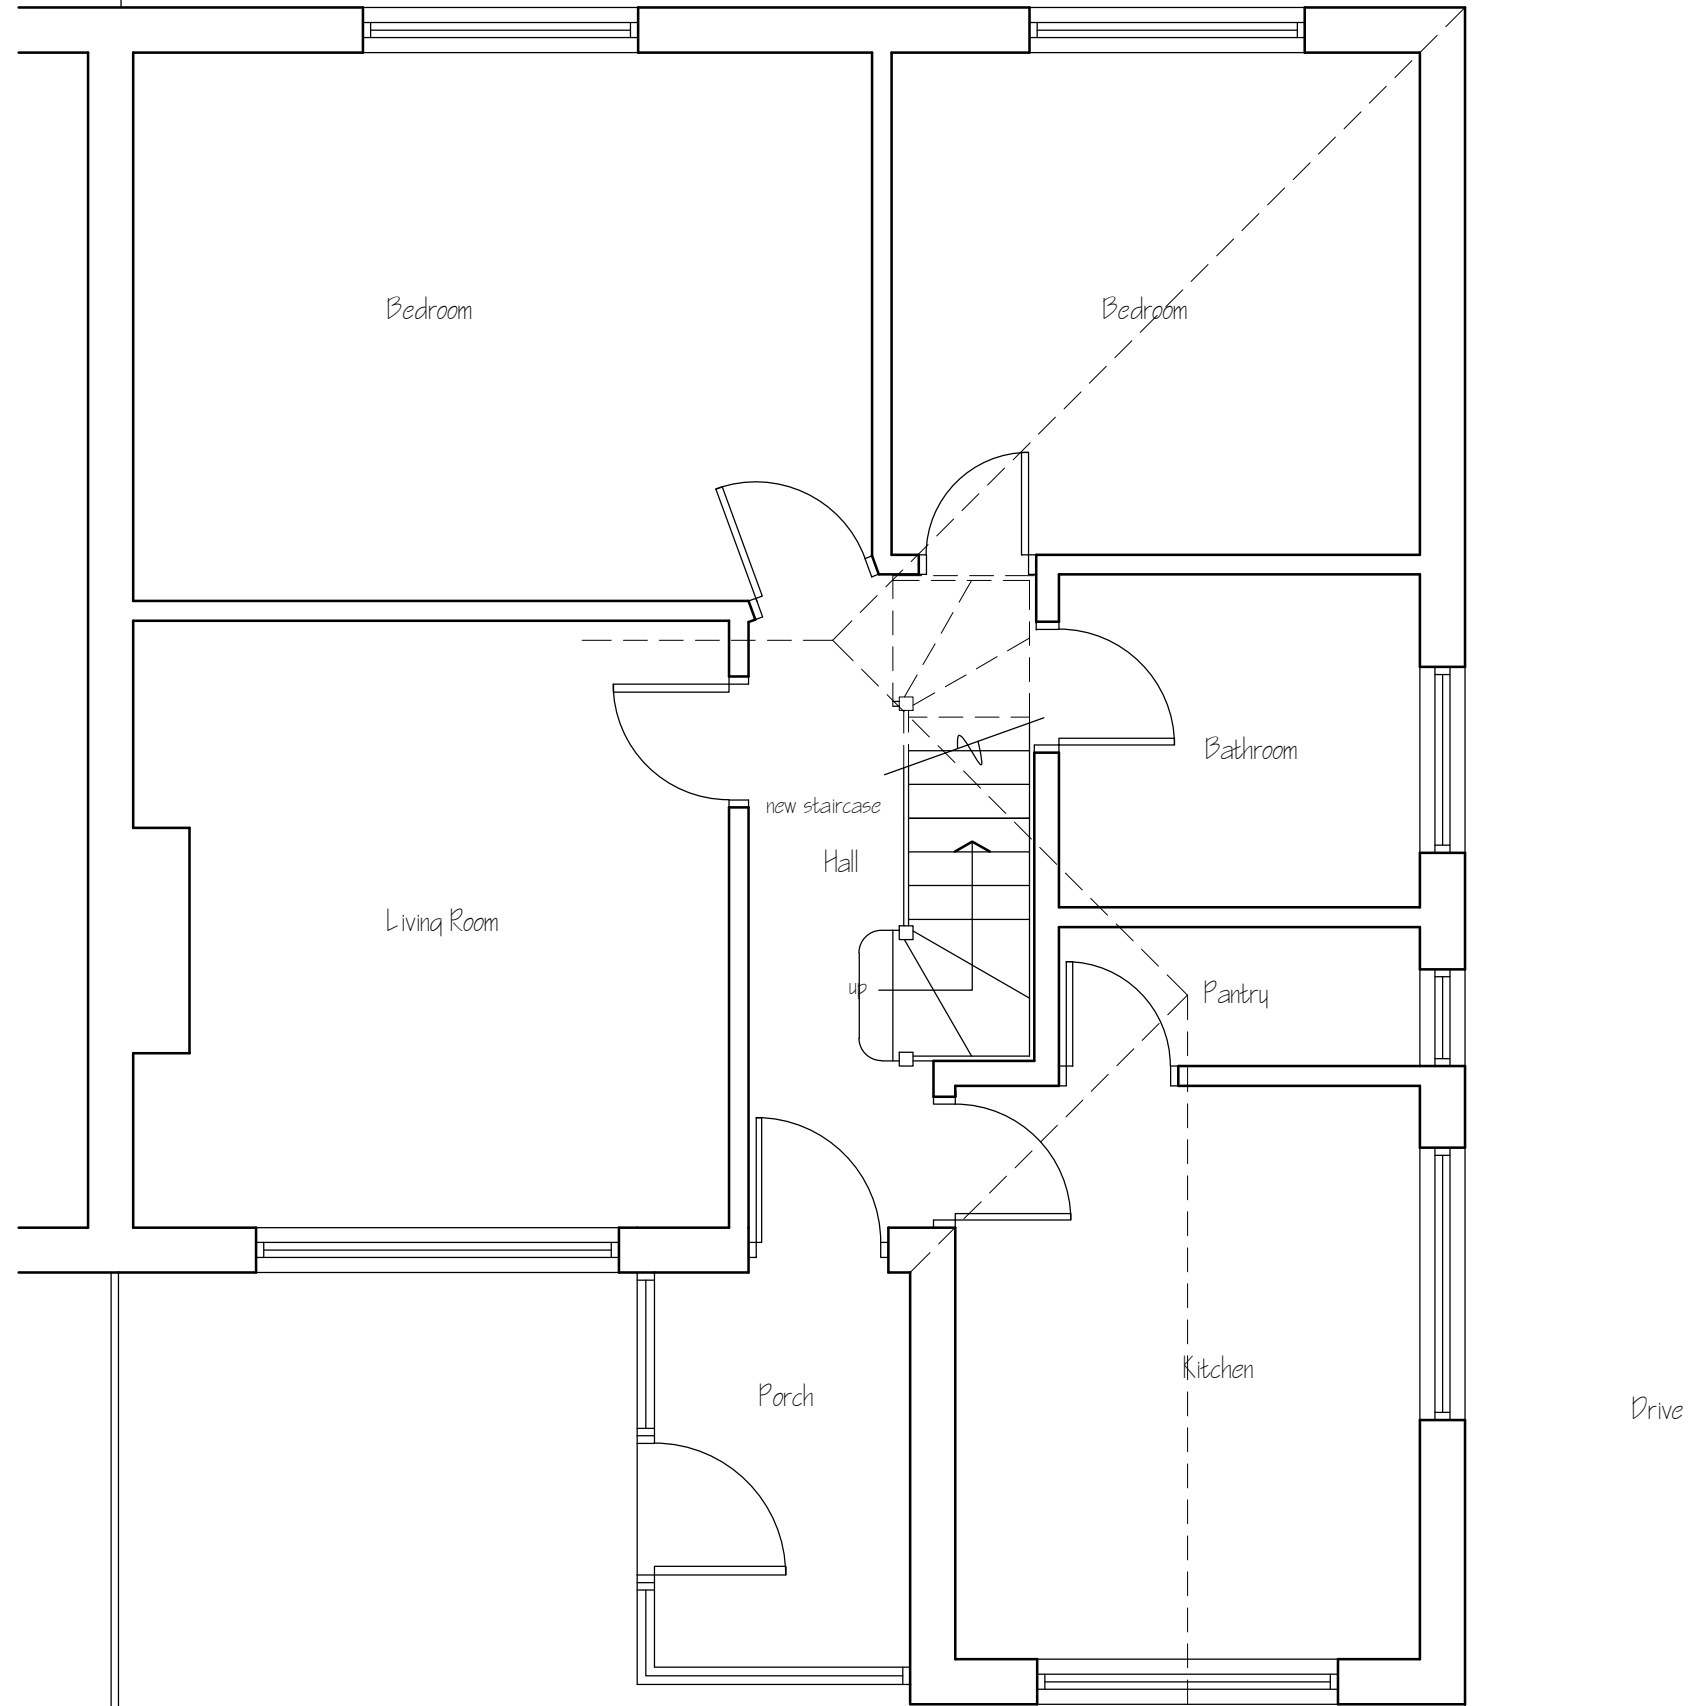 Bedroom
Bedroom
Bathroom
new staircase
Hall
Living Room
up
Pantry
Kitchen
Porch
Drive